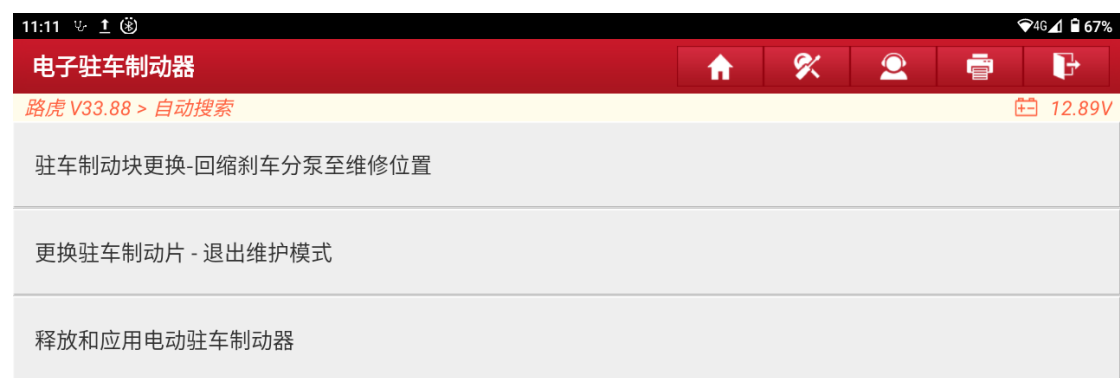 11:11 4G 67%
电子驻车制动器
路虎 V33.88 > 自动搜索 12.89V
驻车制动块更换-回缩刹车分泵至维修位置
更换驻车制动片 - 退出维护模式
释放和应用电动驻车制动器